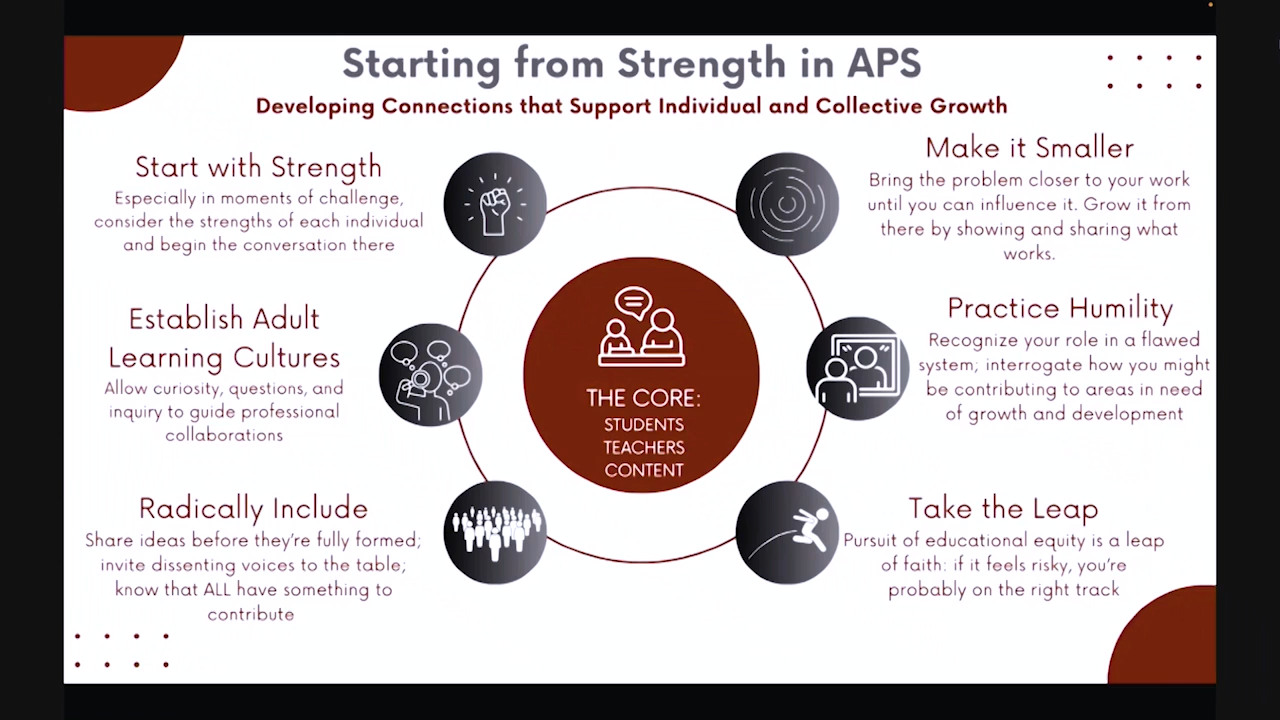 Starting from Strength in APS
Developing Connections that Support Individual and Collective Growth
Start with Strength
Especially in moments of challenge,
consider the strengths of each individual
and begin the conversation there
Establish Adult
Learning Cultures
Allow curiosity, questions, and
inquiry to guide professional
collaborations
Radically Include
Share ideas before they're fully formed;
invite dissenting voices to the table;
know that ALL have something to
contribute
THE CORE:
STUDENTS
TEACHERS
CONTENT
Make it Smaller
Bring the problem closer to your work
until you can influence it. Grow it from
there by showing and sharing what
works.
Practice Humility
Recognize your role in a flawed
system; interrogate how you might
be contributing to areas in need
of growth and development
Take the Leap
Pursuit of educational equity is a leap
of faith: if it feels risky, you're
probably on the right track